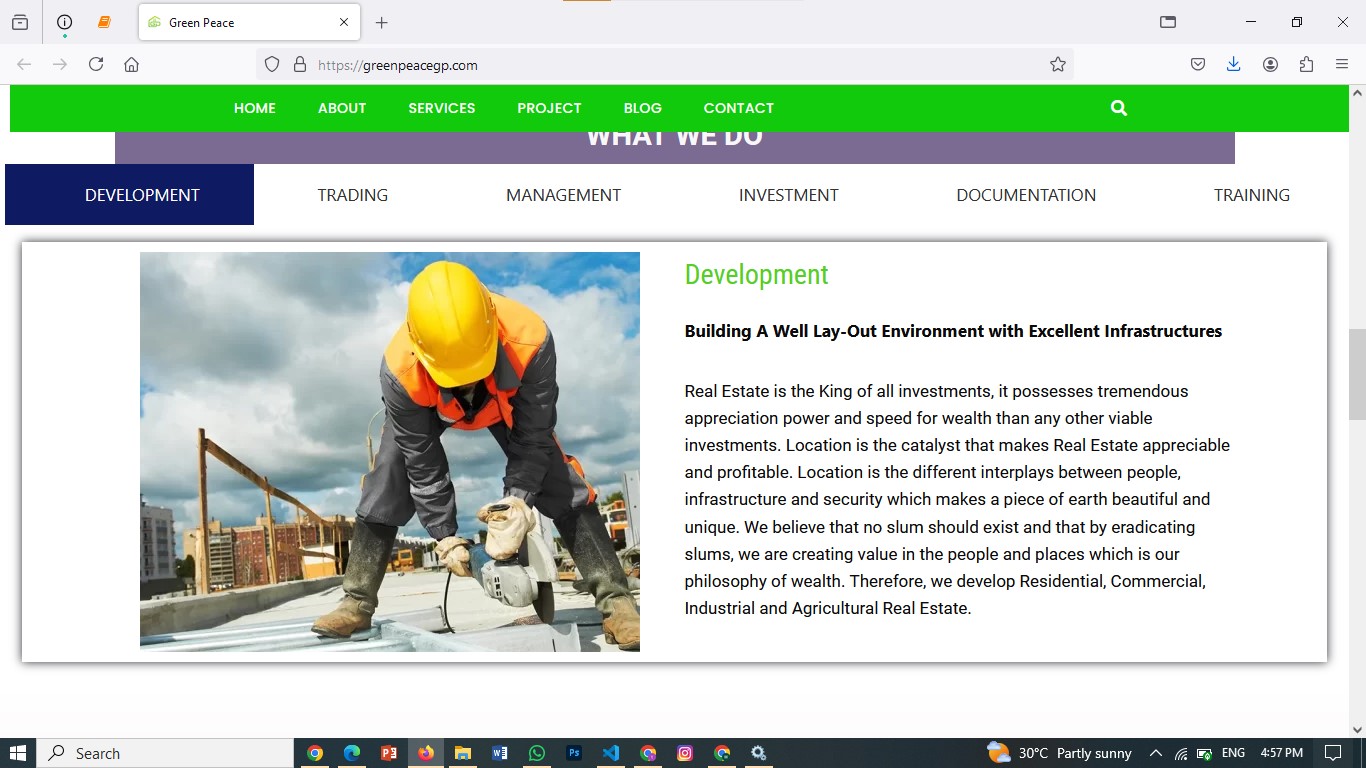 Green Peace
https://greenpeacegp.com
HOME ABOUT SERVICES PROJECT BLOG CONTACT
WHAT WE DO
DEVELOPMENT TRADING MANAGEMENT INVESTMENT DOCUMENTATION TRAINING
Development
Building A Well Lay-Out Environment with Excellent Infrastructures
Real Estate is the King of all investments, it possesses tremendous
appreciation power and speed for wealth than any other viable
investments. Location is the catalyst that makes Real Estate appreciable
and profitable. Location is the different interplays between people,
infrastructure and security which makes a piece of earth beautiful and
unique. We believe that no slum should exist and that by eradicating
slums, we are creating value in the people and places which is our
philosophy of wealth. Therefore, we develop Residential, Commercial,
Industrial and Agricultural Real Estate.
Search
30°C Partly sunny
ENG
4:57 PM